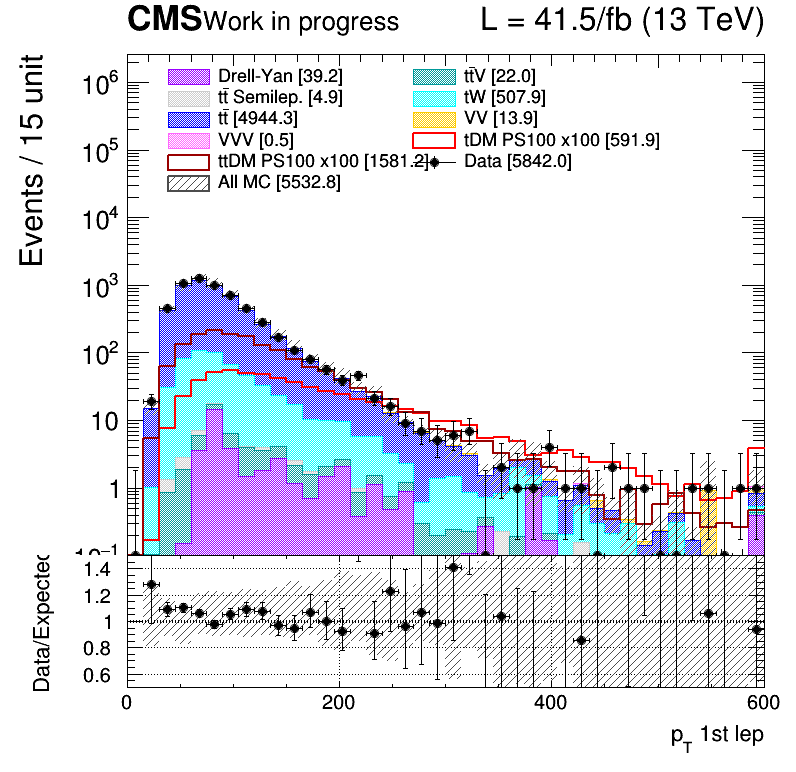 CMS Work in progress L = 41.5/fb (13 TeV)
Events / 15 unit
10⁶
10⁵
10⁴
10³
10²
10
1
10⁻¹
Drell-Yan [39.2] tt̄V [22.0]
tt̄ Semilep. [4.9] tW [507.9]
tt̄ [4944.3] VV [13.9]
VVV [0.5] tDM PS100 x100 [591.9]
ttDM PS100 x100 [1581.2] Data [5842.0]
All MC [5532.8]
Data/Expected
1.4
1.2
1
0.8
0.6
0 200 400 600
p_T 1st lep